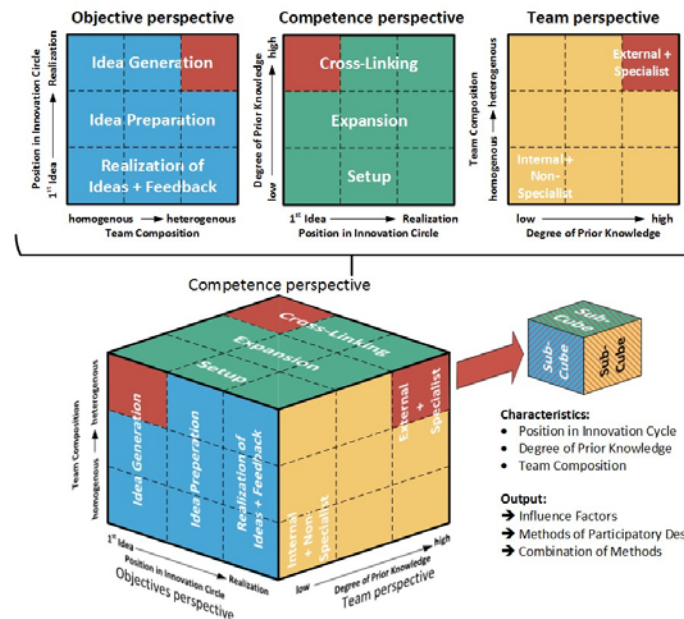 Objective perspective
Position in Innovation Circle
1st Idea
Realization
Idea Generation
Idea Preparation
Realization of
Ideas + Feedback
homogenous
heterogenous
Team Composition
Competence perspective
Degree of Prior Knowledge
low
high
Cross-Linking
Expansion
Setup
1st Idea
Realization
Position in Innovation Circle
Team perspective
Team Composition
homogenous
heterogenous
External +
Specialist
Internal +
Non-
Specialist
low
high
Degree of Prior Knowledge
Competence perspective
Cross-Linking
Expansion
Setup
Team Composition
homogenous
heterogenous
Idea Generation
Idea Preparation
Realization of
Ideas + Feedback
Internal
+ Non-
Specialist
External
+
Specialist
1st Idea
Position in Innovation Circle
Realization
Objectives perspective
low
Degree of Prior Knowledge
high
Team perspective
Sub-
Cube
Sub-
Cube
Sub-
Cube
Characteristics:
• Position in Innovation Cycle
• Degree of Prior Knowledge
• Team Composition
Output:
➔ Influence Factors
➔ Methods of Participatory Des
➔ Combination of Methods